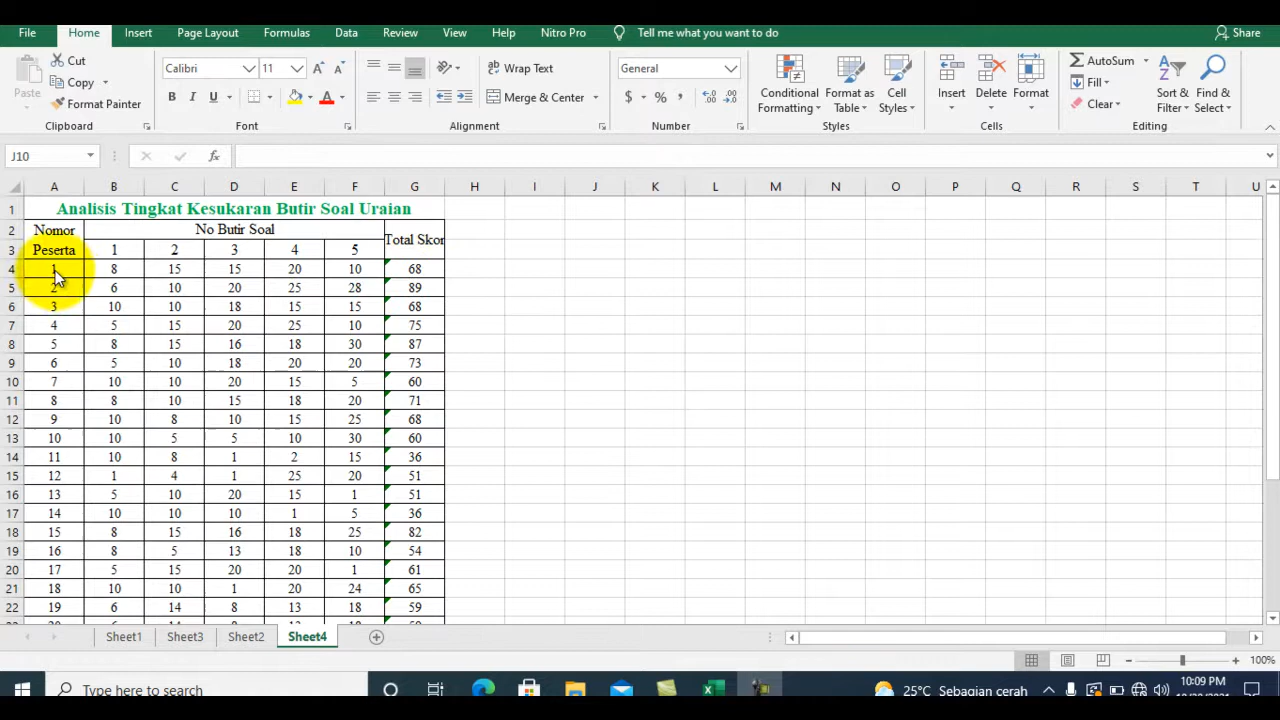 File Home Insert Page Layout Formulas Data Review View Help Nitro Pro Tell me what you want to do Share
Paste Cut Copy Format Painter Clipboard
Calibri 11 B I U Font
Wrap Text Merge & Center Alignment
General $ % , Number
Conditional Formatting Format as Table Cell Styles Styles
Insert Delete Format Cells
AutoSum Fill Clear Sort & Filter Find & Select Editing
J10 fx
A B C D E F G H I J K L M N O P Q R S T U
1 Analisis Tingkat Kesukaran Butir Soal Uraian
2 Nomor No Butir Soal Total Skor
3 Peserta 1 2 3 4 5
4 1 8 15 15 20 10 68
5 2 6 10 20 25 28 89
6 3 10 10 18 15 15 68
7 4 5 15 20 25 10 75
8 5 8 15 16 18 30 87
9 6 5 10 18 20 20 73
10 7 10 10 20 15 5 60
11 8 8 10 15 18 20 71
12 9 10 8 10 15 25 68
13 10 10 5 5 10 30 60
14 11 10 8 1 2 15 36
15 12 1 4 1 25 20 51
16 13 5 10 20 15 1 51
17 14 10 10 10 1 5 36
18 15 8 15 16 18 25 82
19 16 8 5 13 18 10 54
20 17 5 15 20 20 1 61
21 18 10 10 1 20 24 65
22 19 6 14 8 13 18 59
Sheet1 Sheet3 Sheet2 Sheet4
100%
Type here to search 25°C Sebagian cerah 10:09 PM